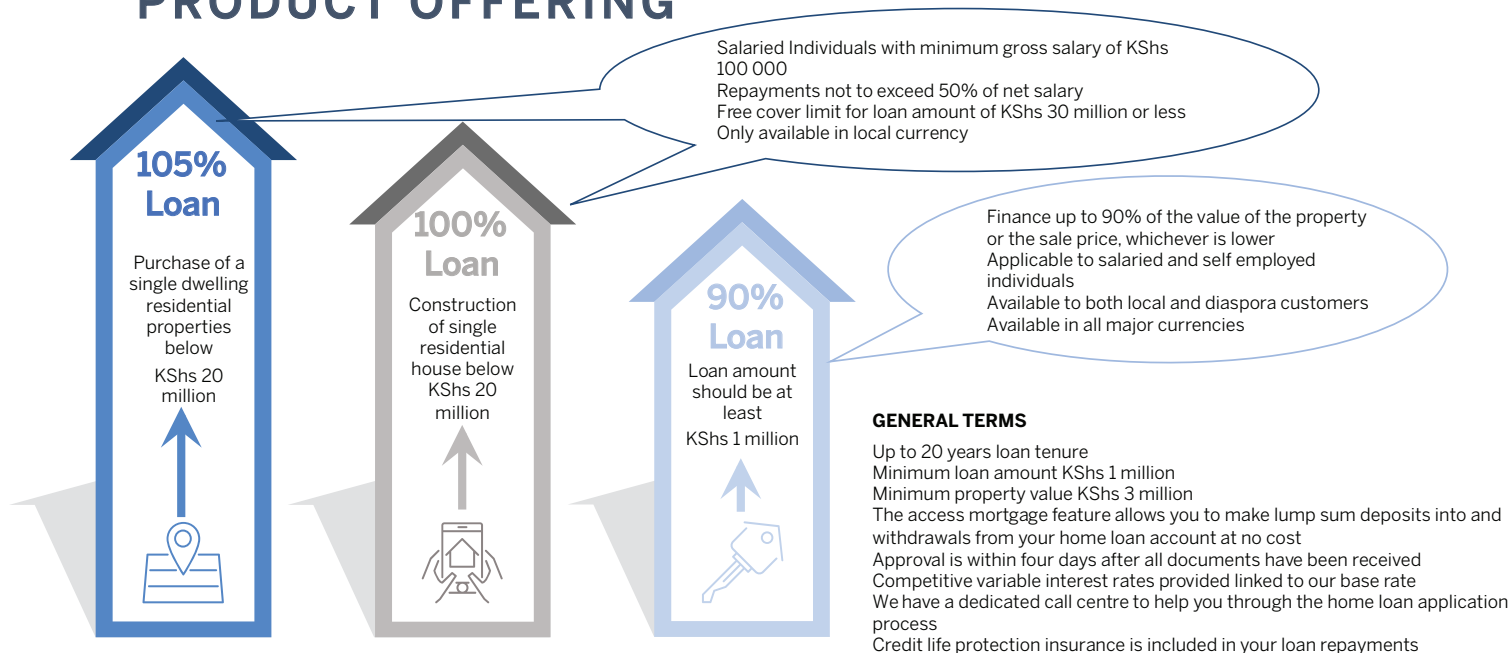 PRODUCT OFFERING
Salaried Individuals with minimum gross salary of KShs
100 000
Repayments not to exceed 50% of net salary
Free cover limit for loan amount of KShs 30 million or less
Only available in local currency
105%
Loan
Purchase of a
single dwelling
residential
properties
below
KShs 20
million
100%
Loan
Construction
of single
residential
house below
KShs 20
million
90%
Loan
Loan amount
should be at
least
KShs 1 million
Finance up to 90% of the value of the property
or the sale price, whichever is lower
Applicable to salaried and self employed
individuals
Available to both local and diaspora customers
Available in all major currencies
GENERAL TERMS
Up to 20 years loan tenure
Minimum loan amount KShs 1 million
Minimum property value KShs 3 million
The access mortgage feature allows you to make lump sum deposits into and
withdrawals from your home loan account at no cost
Approval is within four days after all documents have been received
Competitive variable interest rates provided linked to our base rate
We have a dedicated call centre to help you through the home loan application
process
Credit life protection insurance is included in your loan repayments